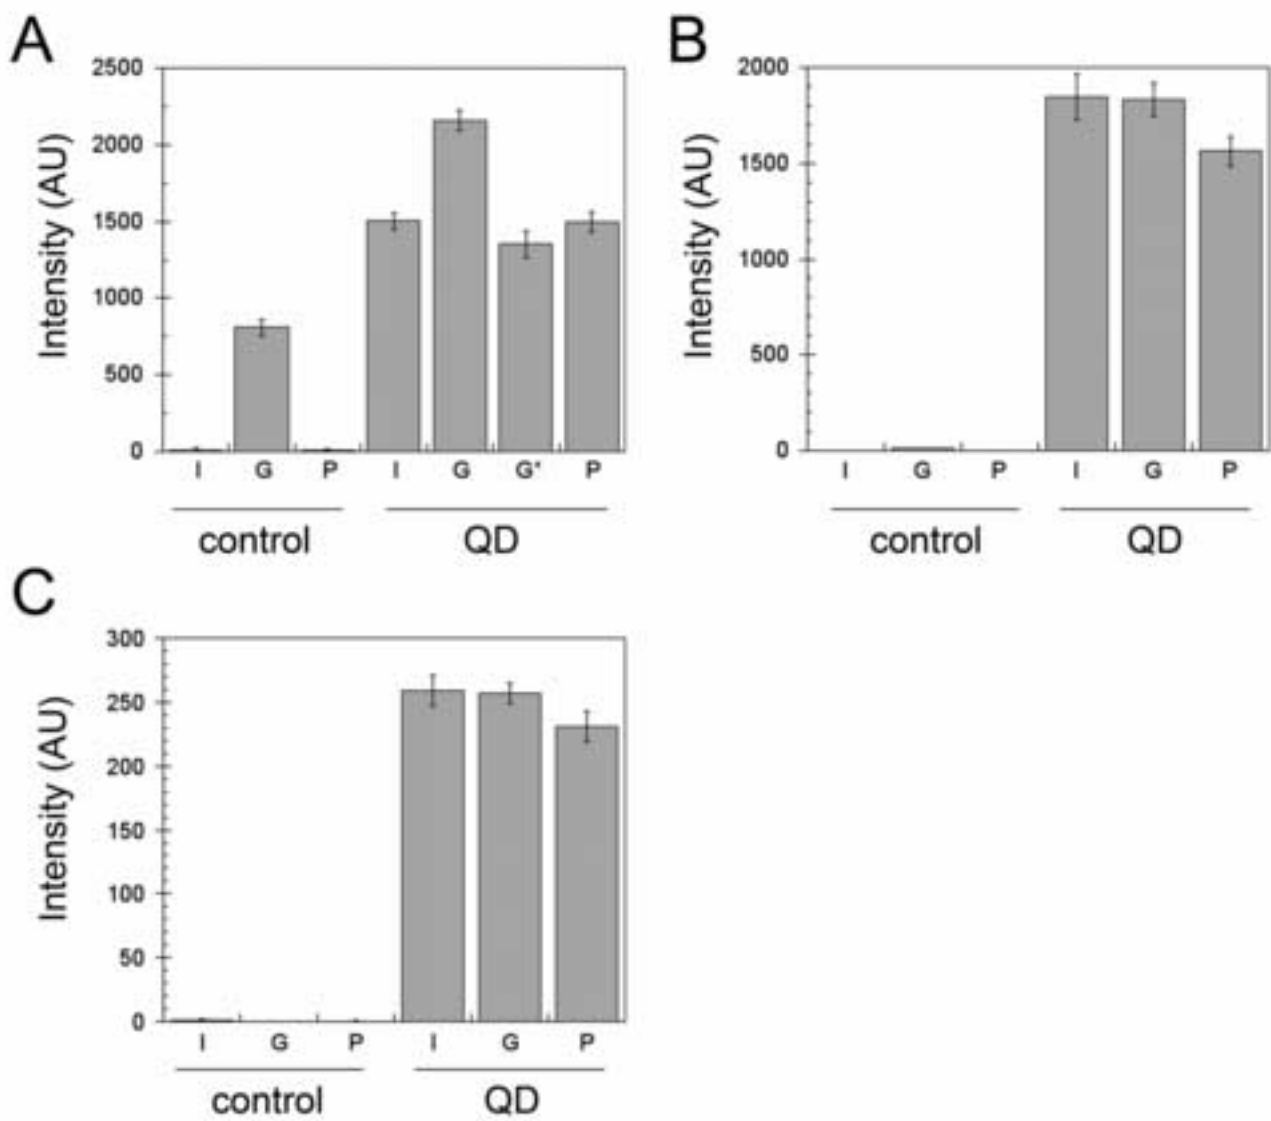 A
B
2500
2000
1500
1000
500
0
Intensity (AU)
I G P I G G* P
control QD
2000
1500
1000
500
0
Intensity (AU)
I G P I G P
control QD
C
300
250
200
150
100
50
0
Intensity (AU)
I G P I G P
control QD